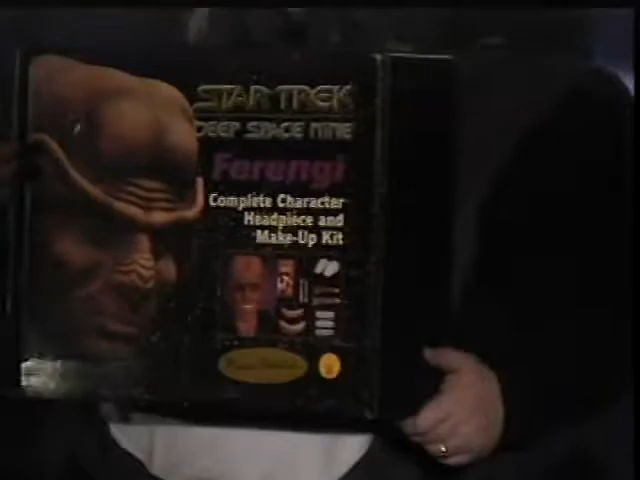 STAR TREK
DEEP SPACE NINE
Ferengi
Complete Character
Headpiece and
Make-Up Kit